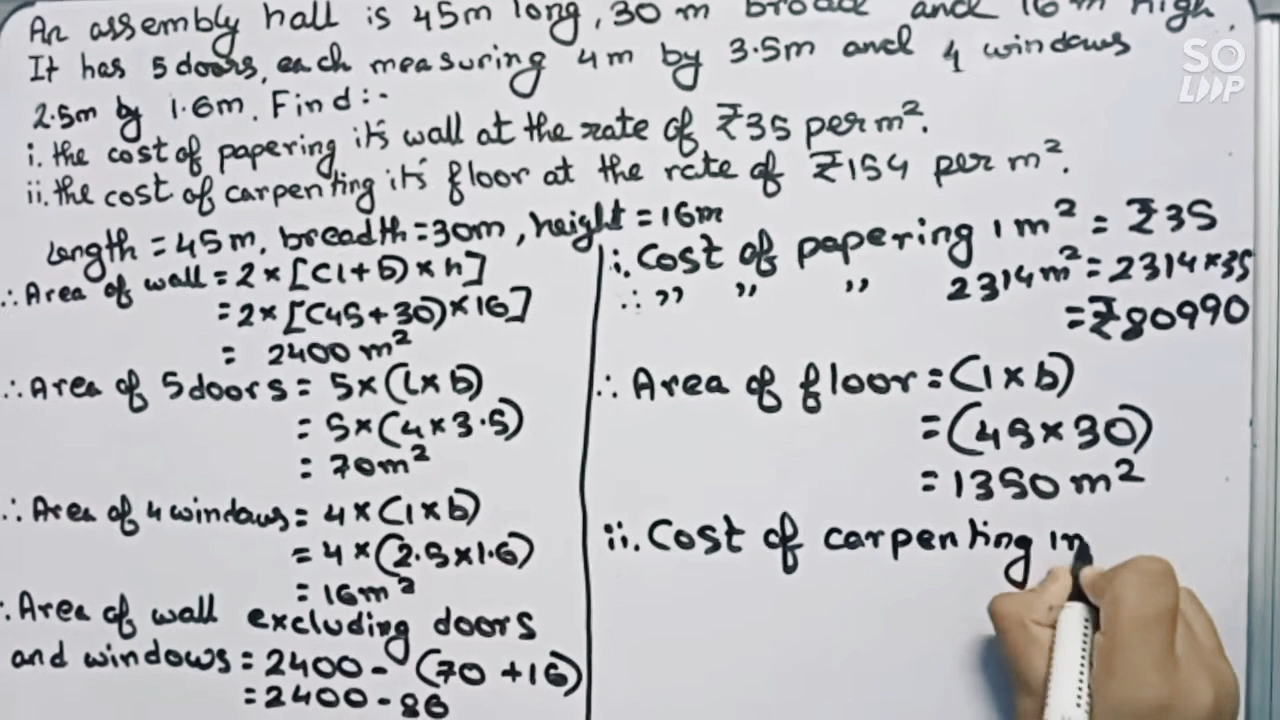 An assembly hall is 45m long, 30 m broad and 16 m high.
It has 5 doors, each measuring 4m by 3.5m and 4 windows
2.5m by 1.6m. Find:-
i. the cost of papering it's wall at the rate of ₹35 per m².
ii. the cost of carpenting it's floor at the rate of ₹154 per m².
Length = 45m, breadth = 30m, height = 16m
∴ Area of wall = 2 × [(l+b) × h]
= 2 × [(45+30) × 16]
= 2400 m²
∴ Area of 5 doors = 5 × (l × b)
= 5 × (4 × 3.5)
= 70m²
∴ Area of 4 windows = 4 × (l × b)
= 4 × (2.5 × 1.6)
= 16m²
∴ Area of wall excluding doors
and windows = 2400 - (70 + 16)
= 2400 - 86
i. Cost of papering 1 m² = ₹35
∴ ,, ,, ,, 2314m² = 2314 × 35
= ₹80990
∴ Area of floor = (l × b)
= (45 × 30)
= 1350 m²
ii. Cost of carpenting 1m
SO
LOOP